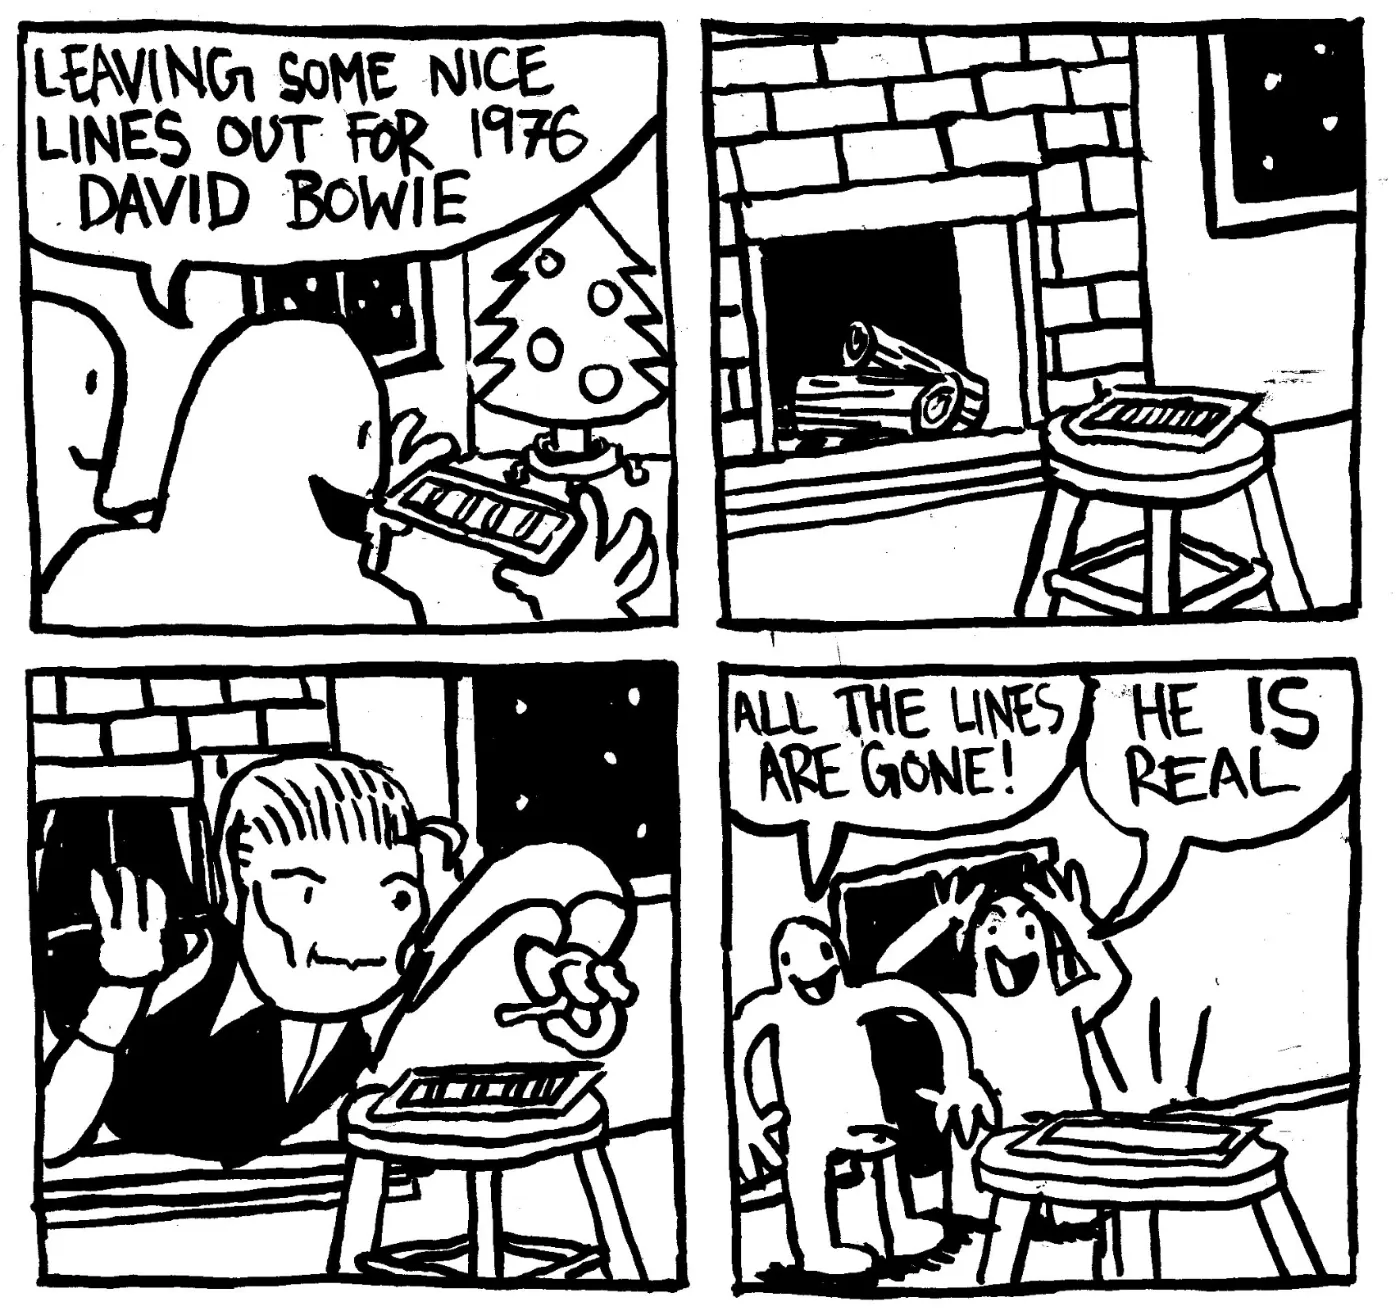 LEAVING SOME NICE
LINES OUT FOR 1976
DAVID BOWIE
ALL THE LINES
ARE GONE!
HE IS
REAL